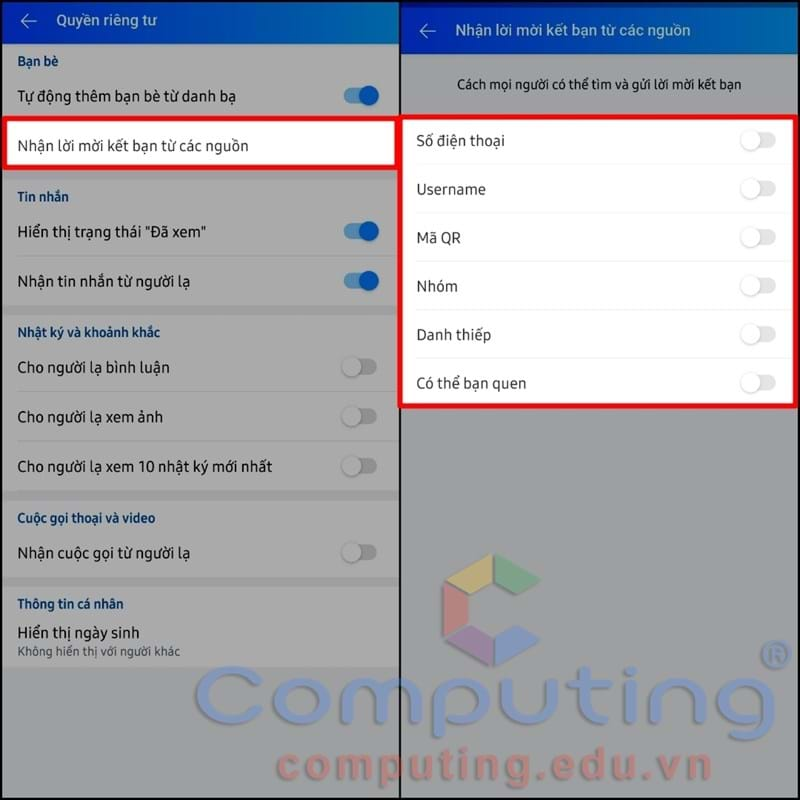 Quyền riêng tư
Bạn bè
Tự động thêm bạn bè từ danh bạ
Nhận lời mời kết bạn từ các nguồn
Tin nhắn
Hiển thị trạng thái "Đã xem"
Nhận tin nhắn từ người lạ
Nhật ký và khoảnh khắc
Cho người lạ bình luận
Cho người lạ xem ảnh
Cho người lạ xem 10 nhật ký mới nhất
Cuộc gọi thoại và video
Nhận cuộc gọi từ người lạ
Thông tin cá nhân
Hiển thị ngày sinh
Không hiển thị với người khác
Nhận lời mời kết bạn từ các nguồn
Cách mọi người có thể tìm và gửi lời mời kết bạn
Số điện thoại
Username
Mã QR
Nhóm
Danh thiếp
Có thể bạn quen
Computing®
computing.edu.vn